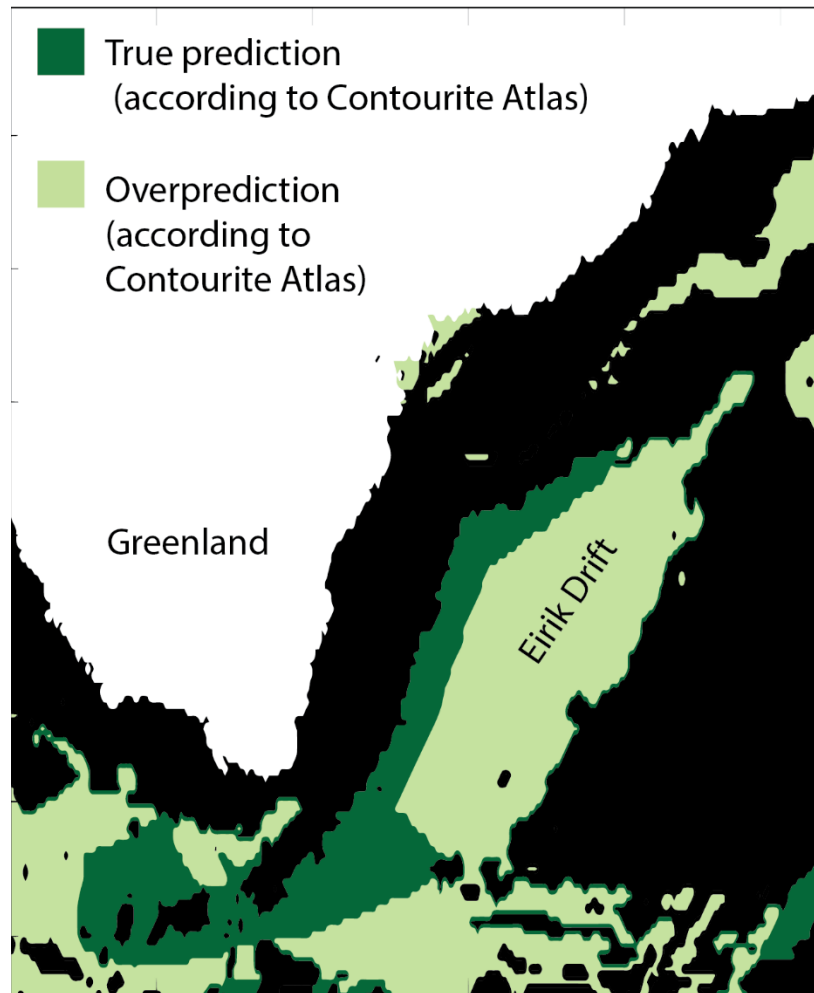 True prediction
(according to Contourite Atlas)
Overprediction
(according to
Contourite Atlas)
Greenland
Eirik Drift